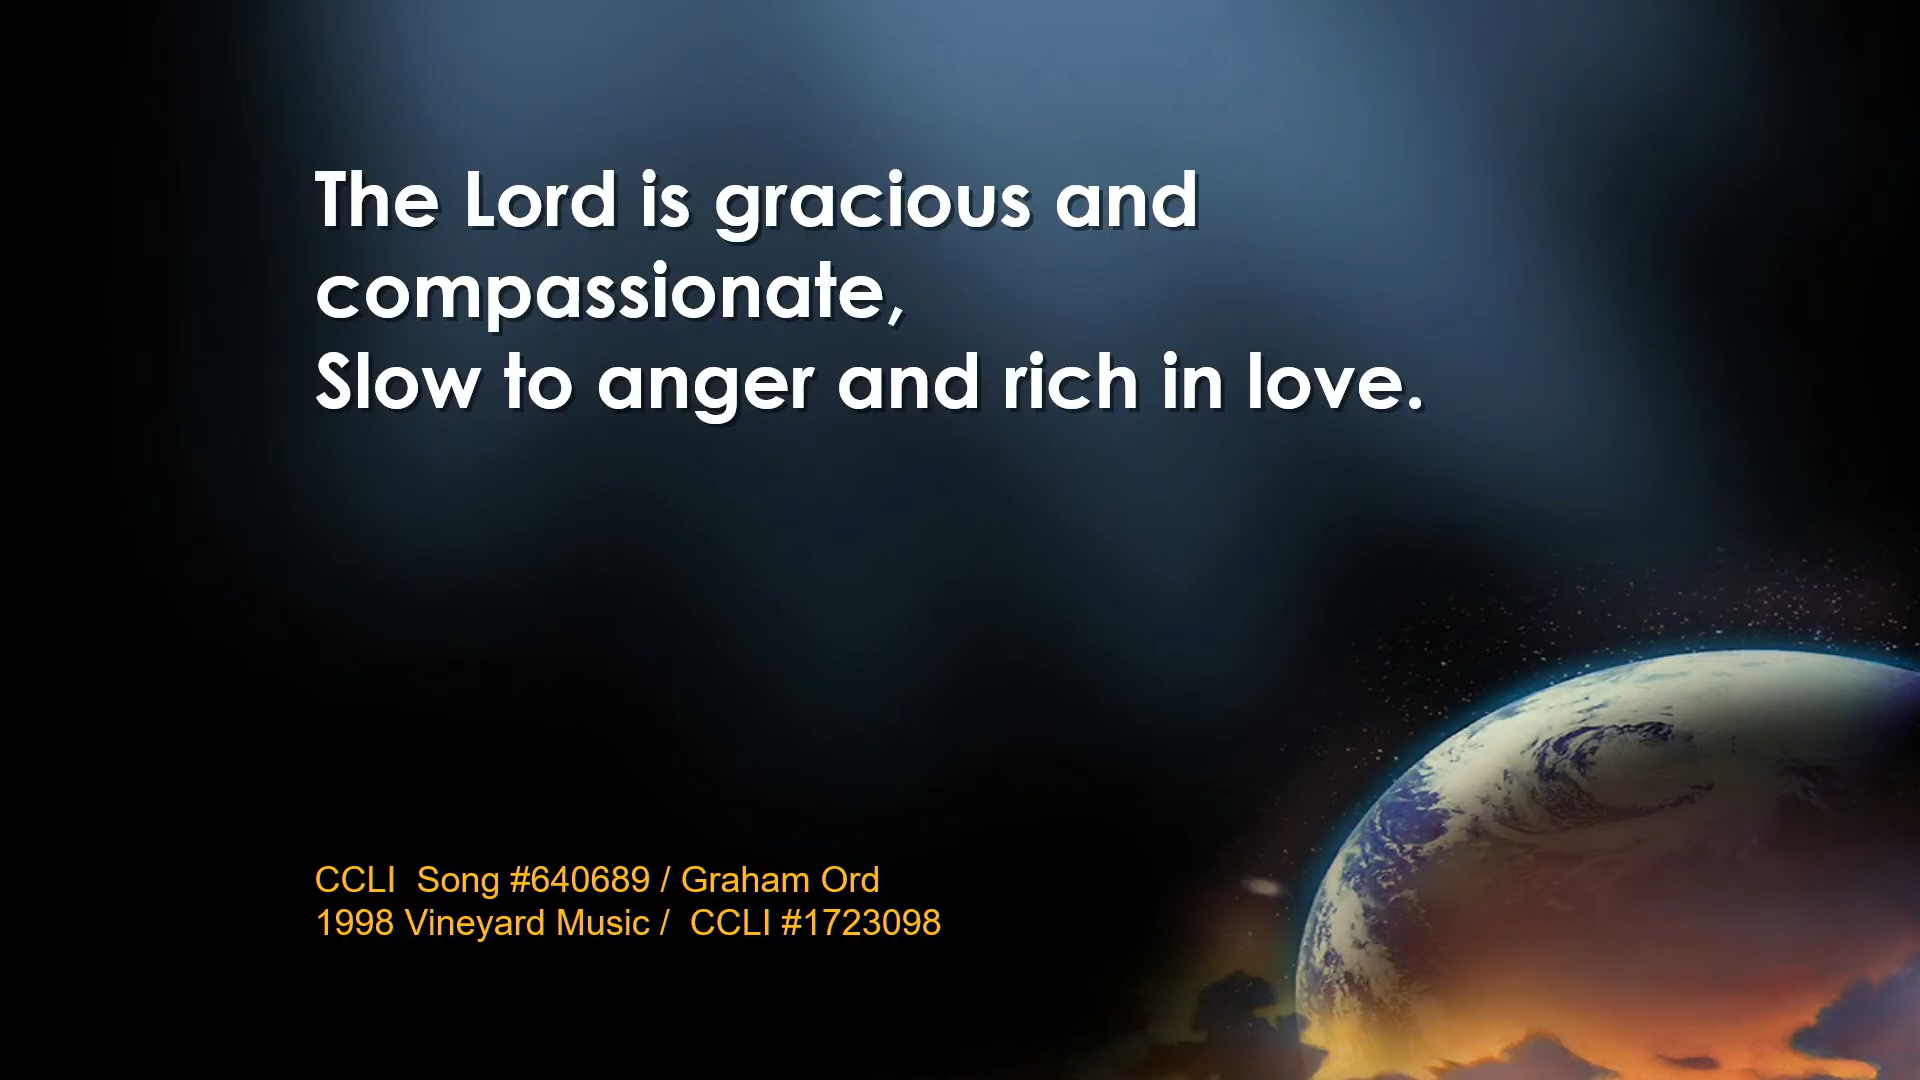 The Lord is gracious and
compassionate,
Slow to anger and rich in love.
CCLI  Song #640689 / Graham Ord
1998 Vineyard Music /  CCLI #1723098